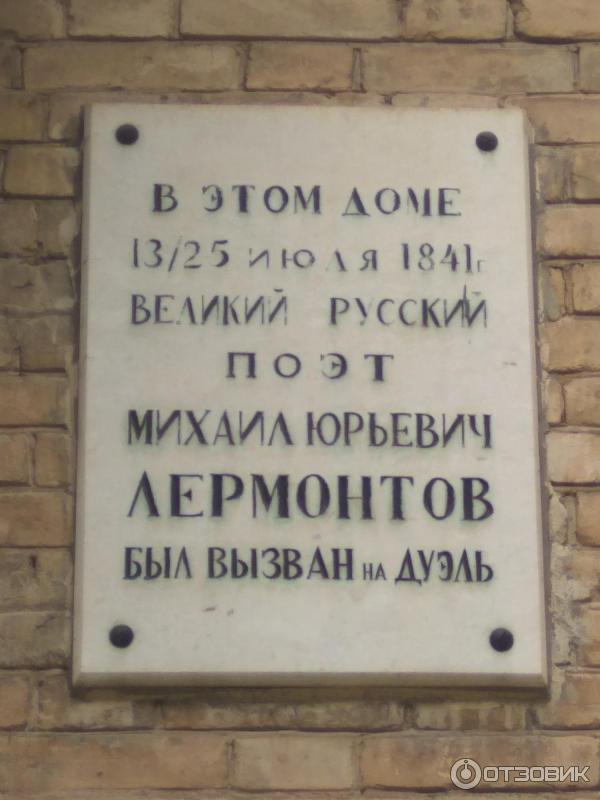 В ЭТОМ ДОМЕ
13/25 ИЮЛЯ 1841г
ВЕЛИКИЙ РУССКИЙ
ПОЭТ
МИХАИЛ ЮРЬЕВИЧ
ЛЕРМОНТОВ
БЫЛ ВЫЗВАН НА ДУЭЛЬ
ОТЗОВИК